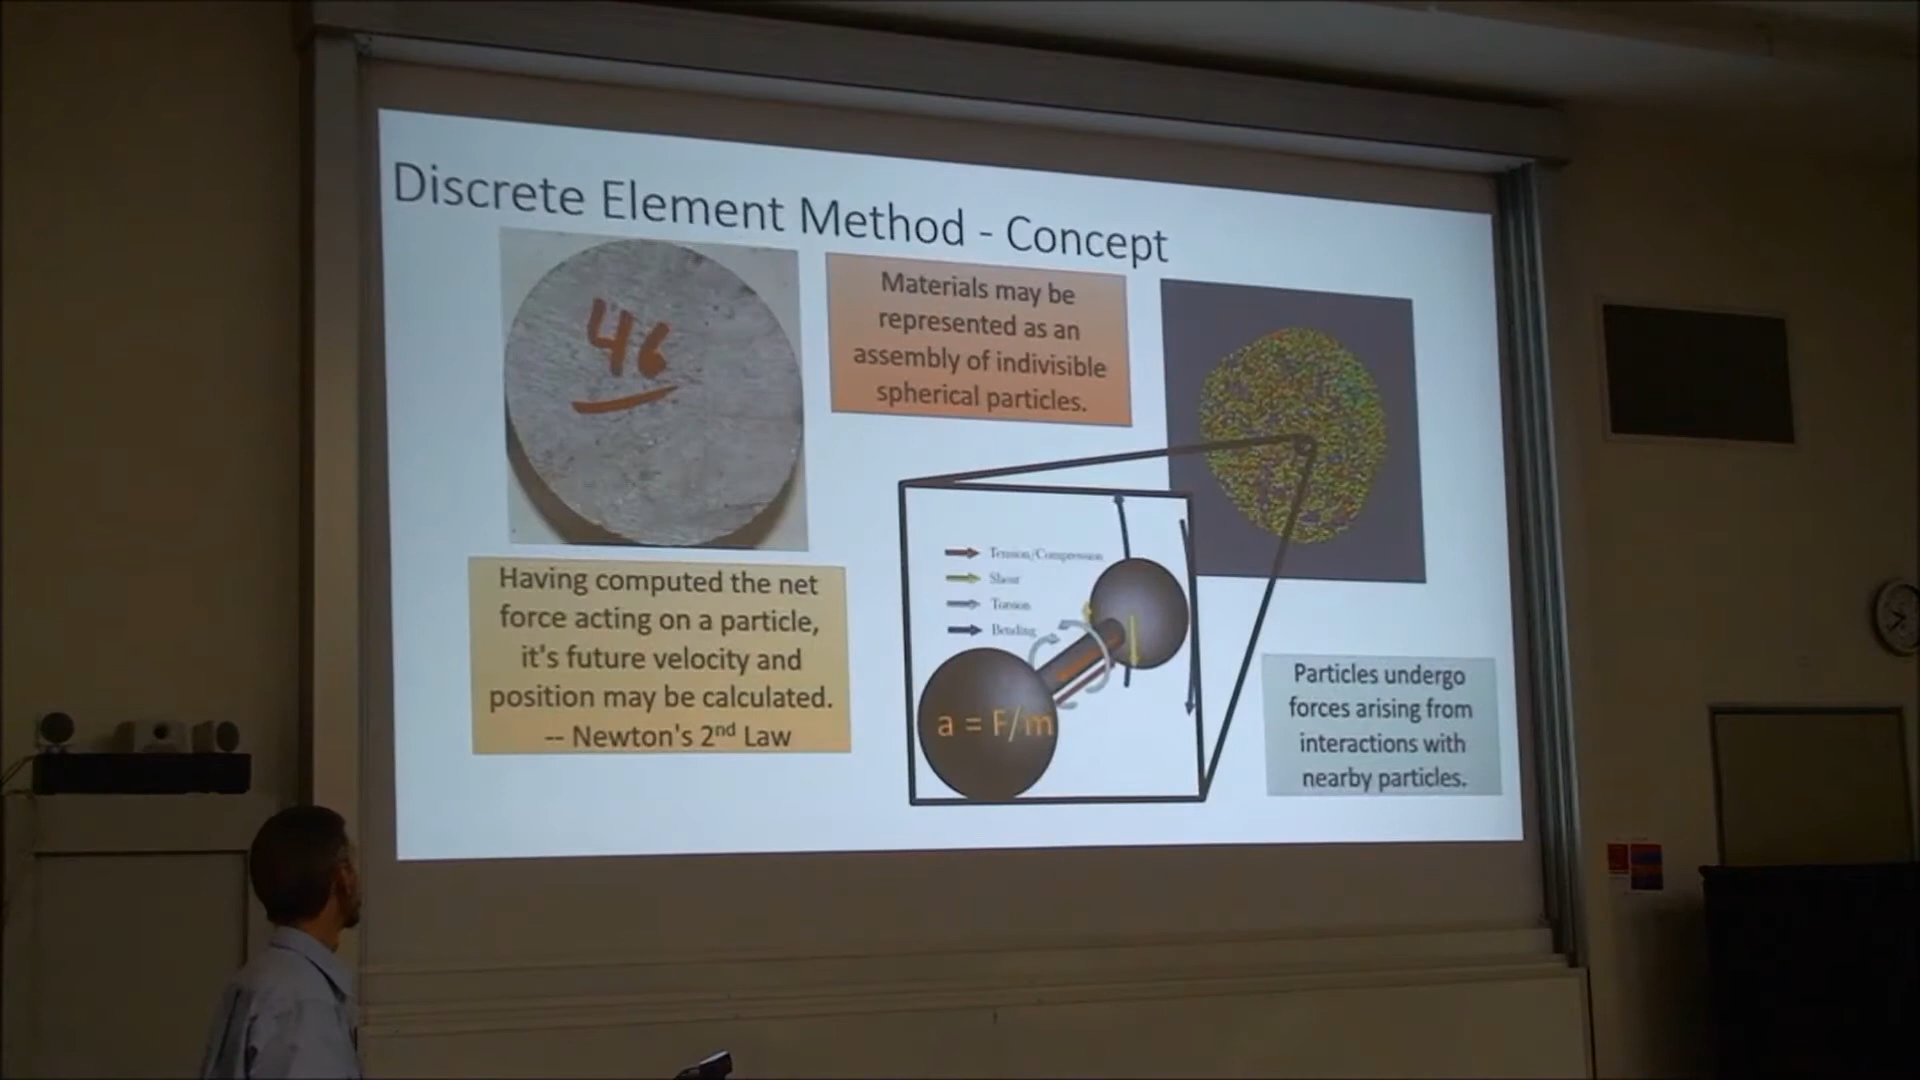 Discrete Element Method - Concept
46
Materials may be
represented as an
assembly of indivisible
spherical particles.
Tension/Compression
Shear
Torsion
Bending
a = F/m
Having computed the net
force acting on a particle,
it's future velocity and
position may be calculated.
-- Newton's 2nd Law
Particles undergo
forces arising from
interactions with
nearby particles.